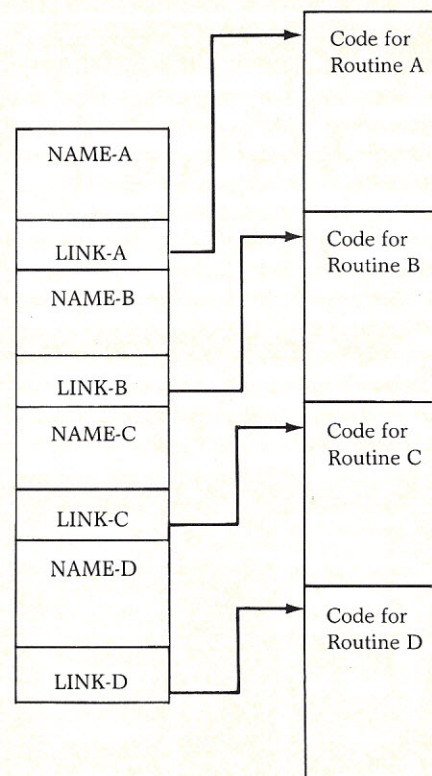 NAME-A
LINK-A
NAME-B
LINK-B
NAME-C
LINK-C
NAME-D
LINK-D
Code for
Routine A
Code for
Routine B
Code for
Routine C
Code for
Routine D